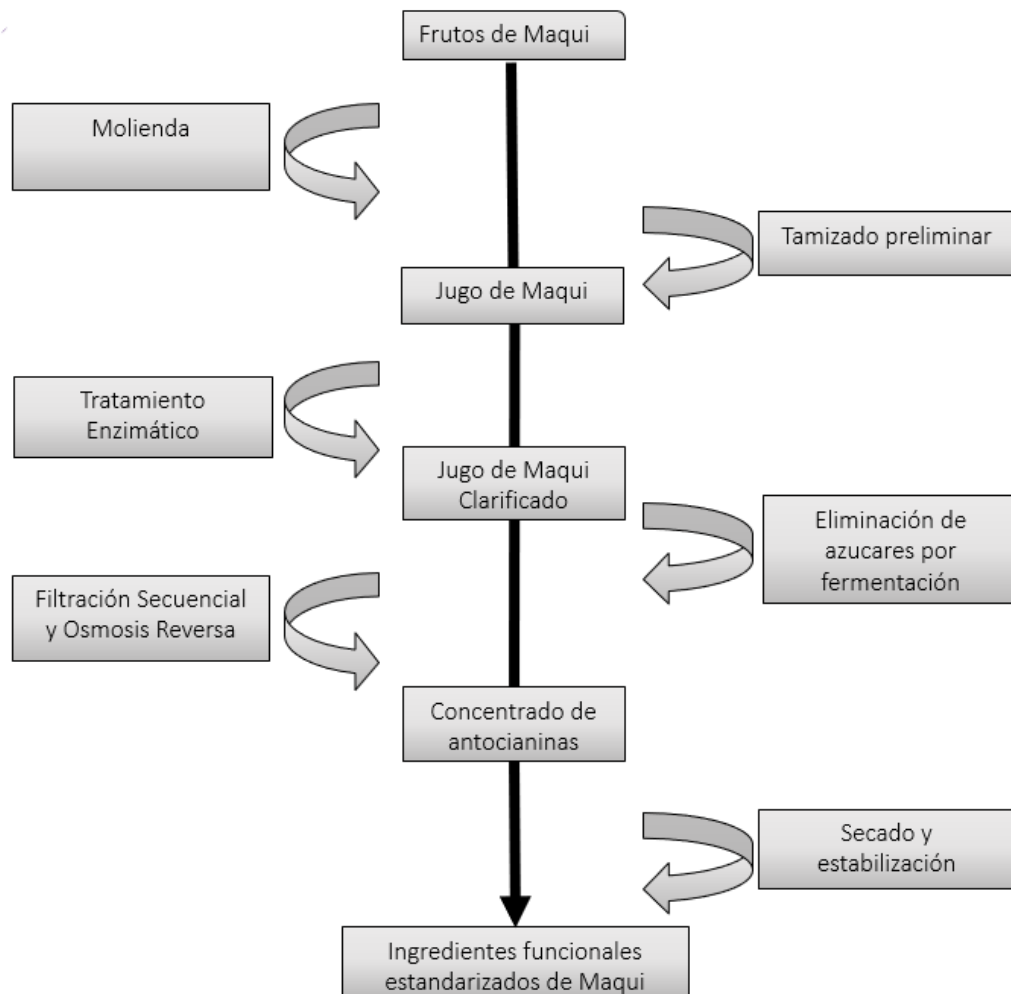 Frutos de Maqui
Molienda
Tamizado preliminar
Jugo de Maqui
Tratamiento
Enzimático
Jugo de Maqui
Clarificado
Eliminación de
azucares por
fermentación
Filtración Secuencial
y Osmosis Reversa
Concentrado de
antocianinas
Secado y
estabilización
Ingredientes funcionales
estandarizados de Maqui